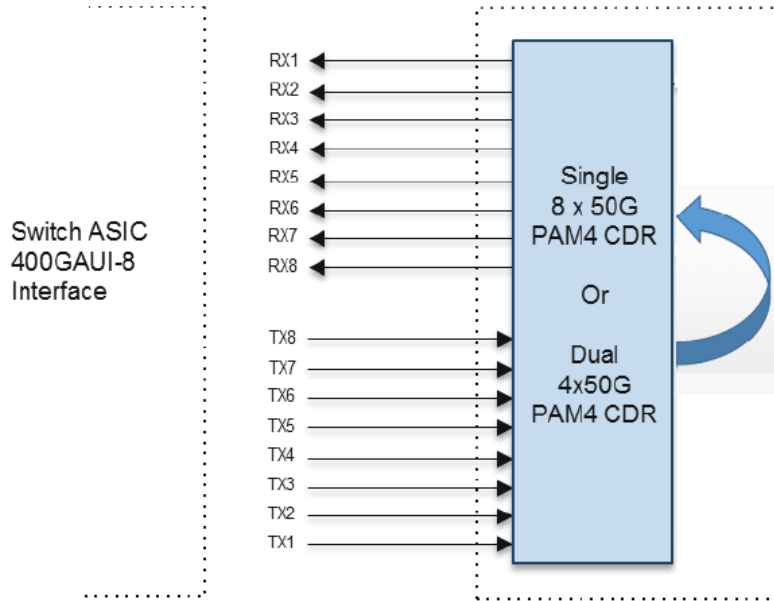 RX1
RX2
RX3
RX4
RX5
RX6
RX7
RX8
Switch ASIC
400GAUI-8
Interface
TX8
TX7
TX6
TX5
TX4
TX3
TX2
TX1
Single
8 x 50G
PAM4 CDR
Or
Dual
4x50G
PAM4 CDR